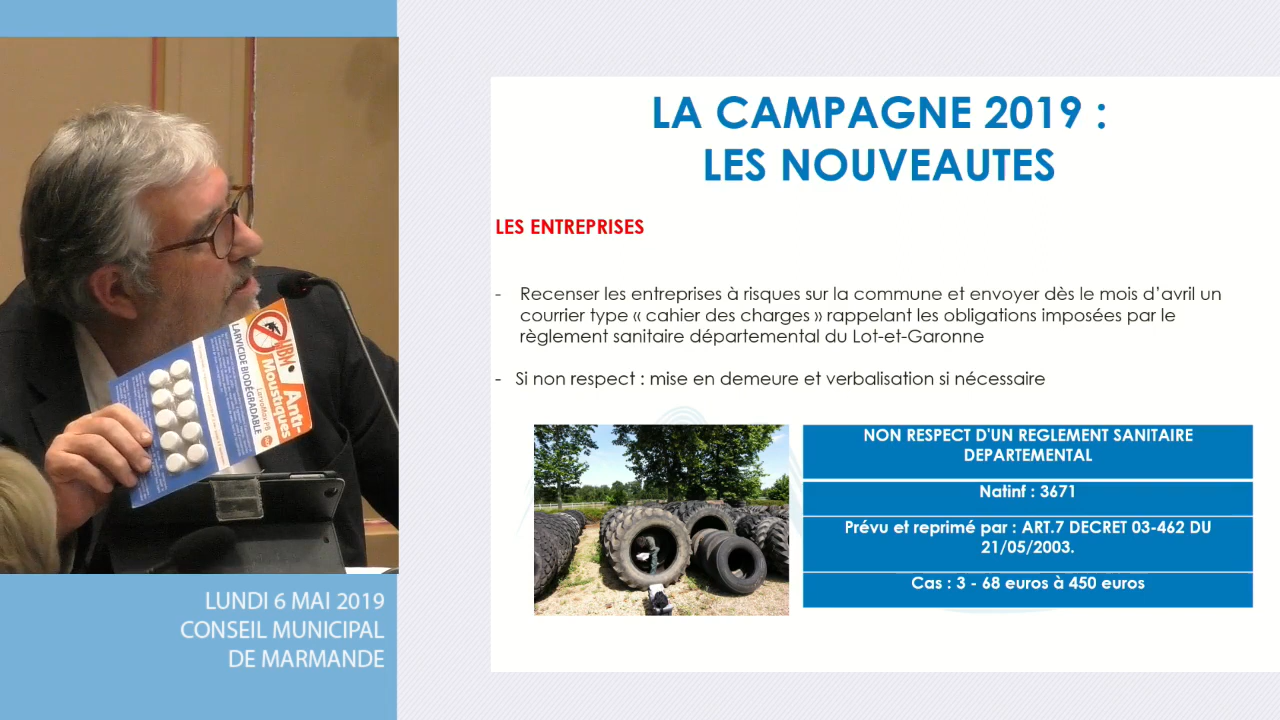 LA CAMPAGNE 2019 :
LES NOUVEAUTES
LES ENTREPRISES
- Recenser les entreprises à risques sur la commune et envoyer dès le mois d'avril un
courrier type « cahier des charges » rappelant les obligations imposées par le
règlement sanitaire départemental du Lot-et-Garonne
- Si non respect : mise en demeure et verbalisation si nécessaire
NON RESPECT D'UN REGLEMENT SANITAIRE
DEPARTEMENTAL
Natinf : 3671
Prévu et reprimé par : ART.7 DECRET 03-462 DU
21/05/2003.
Cas : 3 - 68 euros à 450 euros
HBM
Anti-
Moustiques
LarvoMax PB
LARVICIDE BIODÉGRADABLE
LUNDI 6 MAI 2019
CONSEIL MUNICIPAL
DE MARMANDE